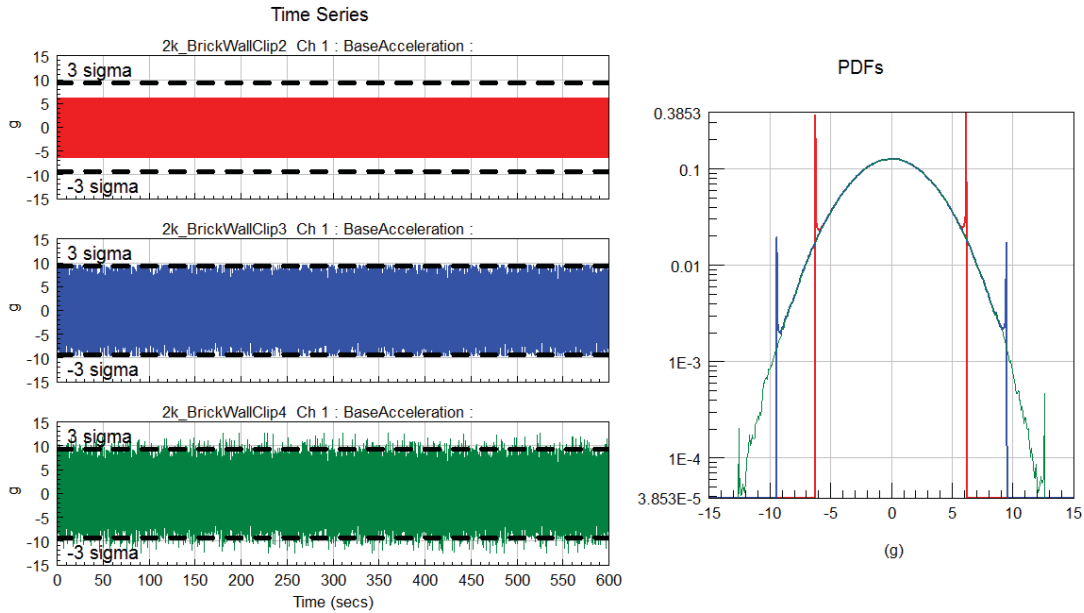 Time Series
2k_BrickWallClip2 Ch 1 : BaseAcceleration :
15
10
5
0
-5
-10
-15
g
3 sigma
-3 sigma
2k_BrickWallClip3 Ch 1 : BaseAcceleration :
15
10
5
0
-5
-10
-15
g
3 sigma
-3 sigma
2k_BrickWallClip4 Ch 1 : BaseAcceleration :
15
10
5
0
-5
-10
-15
g
3 sigma
-3 sigma
0 50 100 150 200 250 300 350 400 450 500 550 600
Time (secs)
PDFs
0.3853
0.1
0.01
1E-3
1E-4
3.853E-5
-15 -10 -5 0 5 10 15
(g)